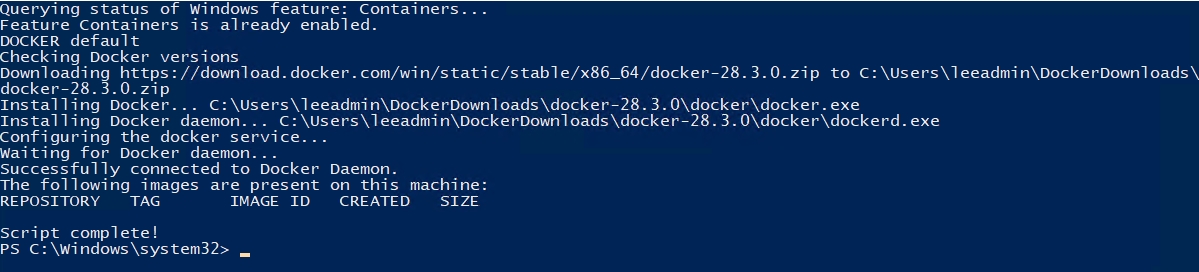 Querying status of Windows feature: Containers...
Feature Containers is already enabled.
DOCKER default
Checking Docker versions
Downloading https://download.docker.com/win/static/stable/x86_64/docker-28.3.0.zip to C:\Users\leeadmin\DockerDownloads\
docker-28.3.0.zip
Installing Docker... C:\Users\leeadmin\DockerDownloads\docker-28.3.0\docker\docker.exe
Installing Docker daemon... C:\Users\leeadmin\DockerDownloads\docker-28.3.0\docker\dockerd.exe
Configuring the docker service...
Waiting for Docker daemon...
Successfully connected to Docker Daemon.
The following images are present on this machine:
REPOSITORY   TAG       IMAGE ID   CREATED   SIZE
Script complete!
PS C:\Windows\system32>